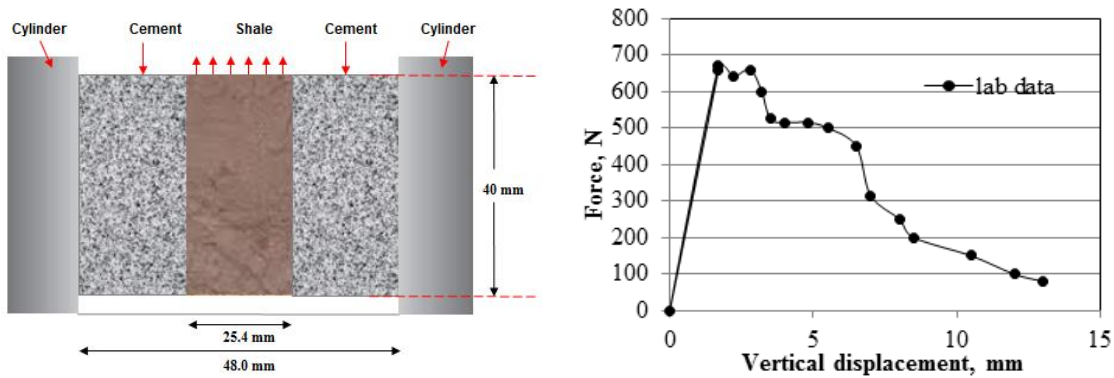 Cylinder Cement Shale Cement Cylinder
40 mm
25.4 mm
48.0 mm
800
700
600
500
400
300
200
100
0
Force, N
lab data
0 5 10 15
Vertical displacement, mm